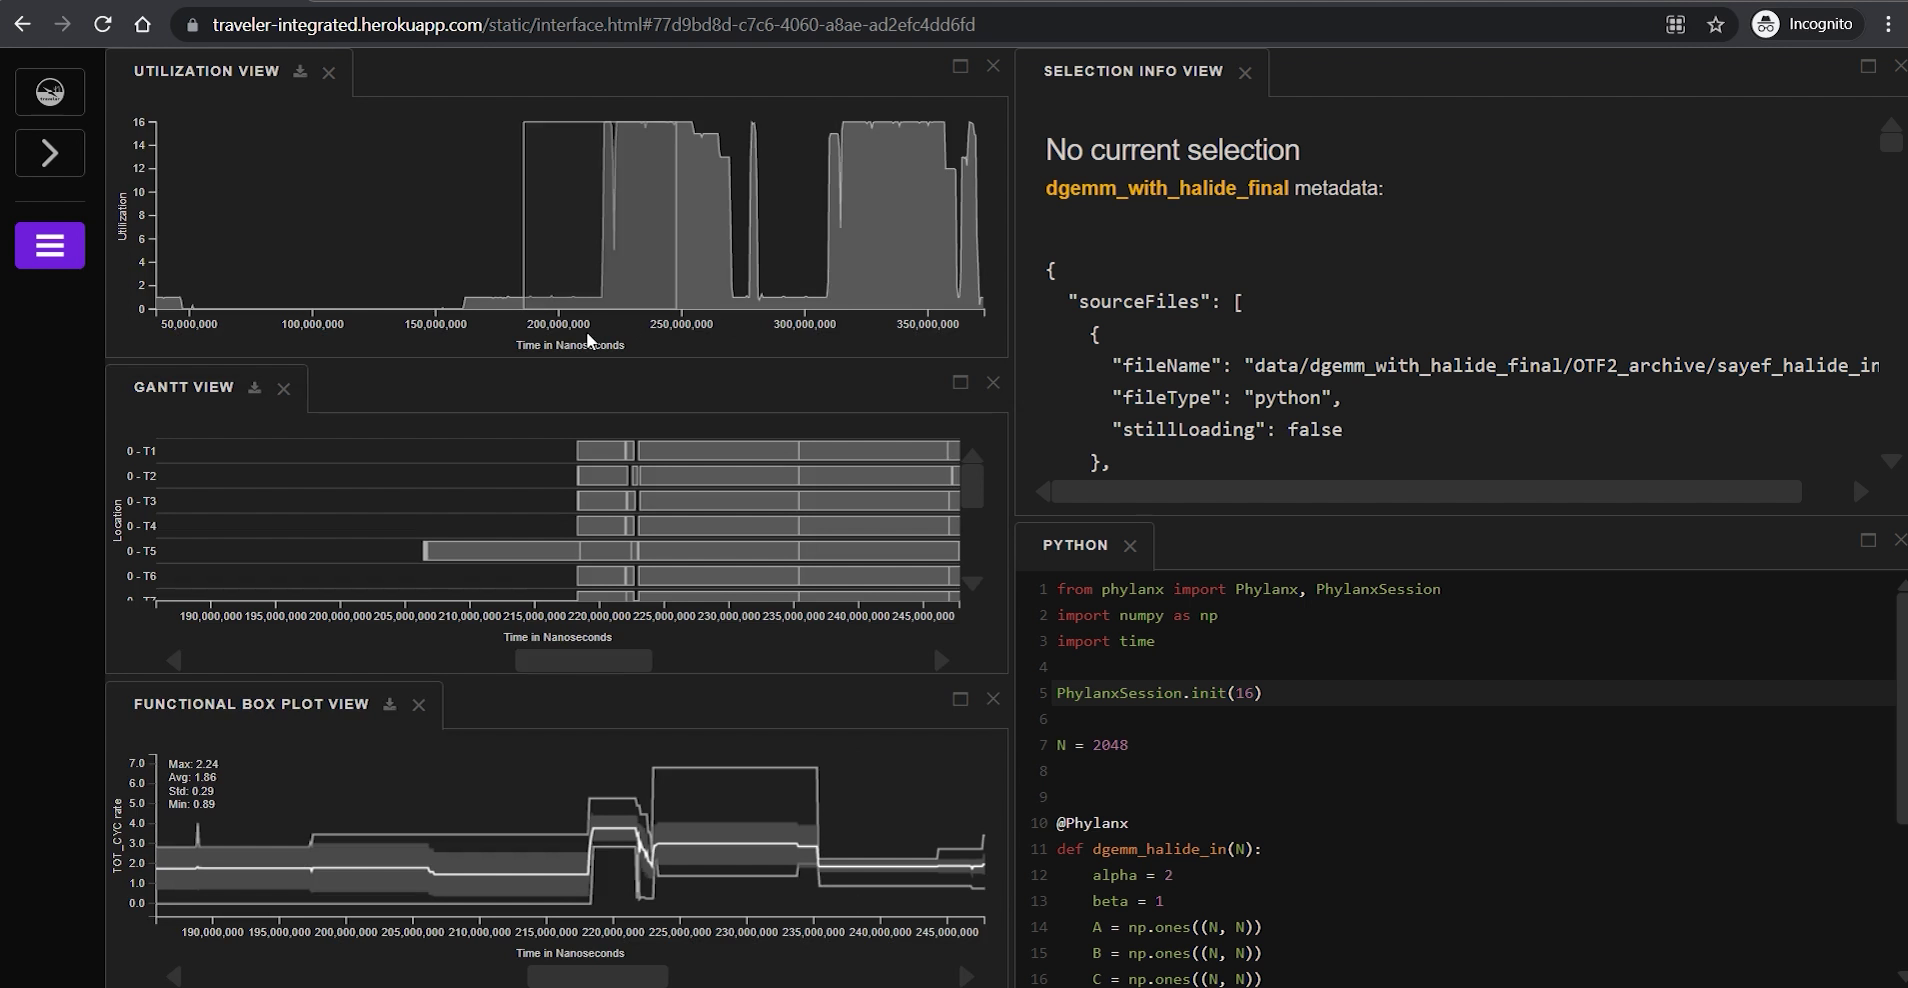 traveler-integrated.herokuapp.com/static/interface.html#77d9bd8d-c7c6-4060-a8ae-ad2efc4dd6fd
Incognito
traveler
UTILIZATION VIEW
16
14
12
10
8
6
4
2
0
Utilization
50,000,000 100,000,000 150,000,000 200,000,000 250,000,000 300,000,000 350,000,000
Time in Nanoseconds
GANTT VIEW
Location
0 - T1
0 - T2
0 - T3
0 - T4
0 - T5
0 - T6
0 - T7
190,000,000 195,000,000 200,000,000 205,000,000 210,000,000 215,000,000 220,000,000 225,000,000 230,000,000 235,000,000 240,000,000 245,000,000
Time in Nanoseconds
FUNCTIONAL BOX PLOT VIEW
Max: 2.24
Avg: 1.86
Std: 0.29
Min: 0.89
7.0
6.0
5.0
4.0
3.0
2.0
1.0
0.0
TOT_CYC rate
190,000,000 195,000,000 200,000,000 205,000,000 210,000,000 215,000,000 220,000,000 225,000,000 230,000,000 235,000,000 240,000,000 245,000,000
Time in Nanoseconds
SELECTION INFO VIEW
No current selection
dgemm_with_halide_final metadata:
{
"sourceFiles": [
{
"fileName": "data/dgemm_with_halide_final/OTF2_archive/sayef_halide_in
"fileType": "python",
"stillLoading": false
},
PYTHON
1 from phylanx import Phylanx, PhylanxSession
2 import numpy as np
3 import time
4
5 PhylanxSession.init(16)
6
7 N = 2048
8
9
10 @Phylanx
11 def dgemm_halide_in(N):
12 alpha = 2
13 beta = 1
14 A = np.ones((N, N))
15 B = np.ones((N, N))
16 C = np.ones((N, N))